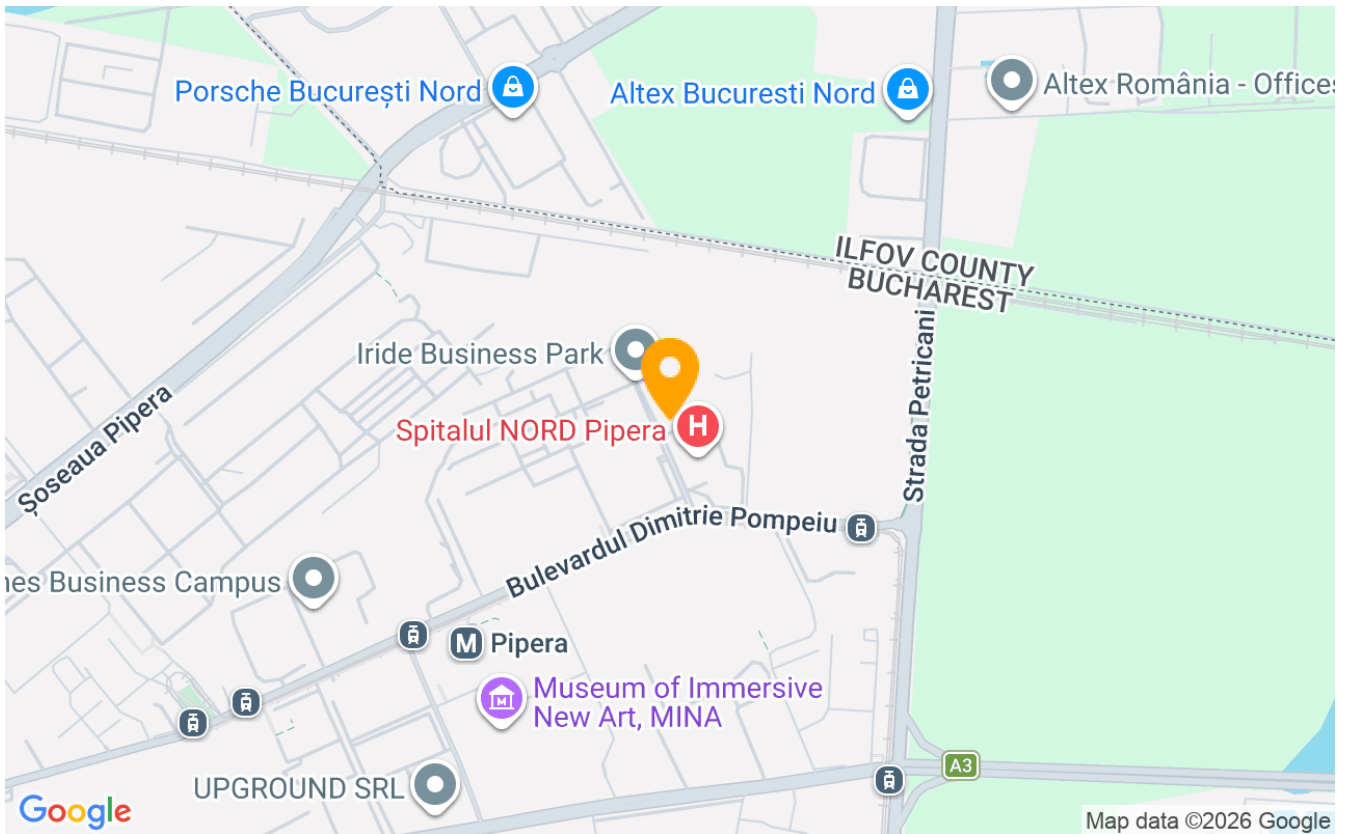 Porsche București Nord
Altex Bucuresti Nord
Altex România - Offices
ILFOV COUNTY
BUCHAREST
Iride Business Park
Strada Petricani
Șoseaua Pipera
Spitalul NORD Pipera
H
Bulevardul Dimitrie Pompeiu
nes Business Campus
M Pipera
Museum of Immersive
New Art, MINA
A3
UPGROUND SRL
Google
Map data ©2026 Google